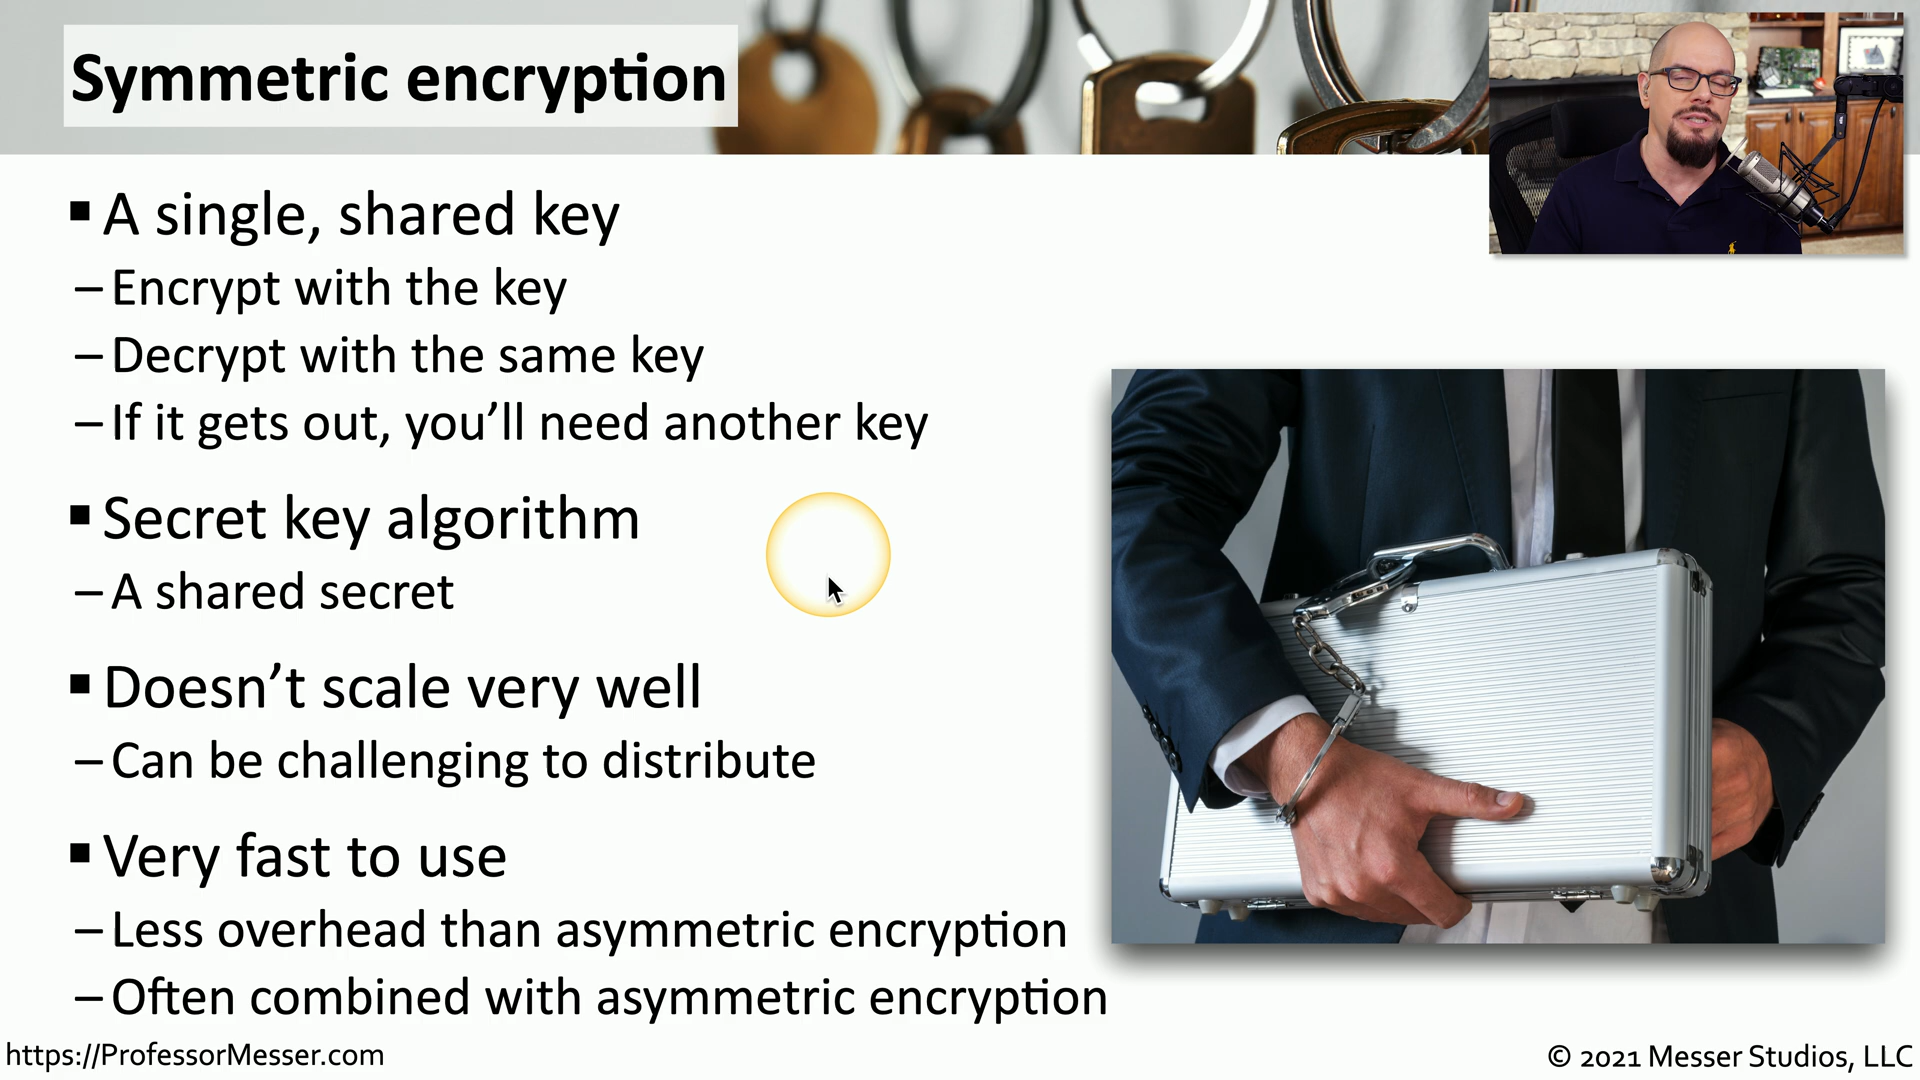 Symmetric encryption
▪ A single, shared key
– Encrypt with the key
– Decrypt with the same key
– If it gets out, you’ll need another key
▪ Secret key algorithm
– A shared secret
▪ Doesn’t scale very well
– Can be challenging to distribute
▪ Very fast to use
– Less overhead than asymmetric encryption
– Often combined with asymmetric encryption
https://ProfessorMesser.com
© 2021 Messer Studios, LLC